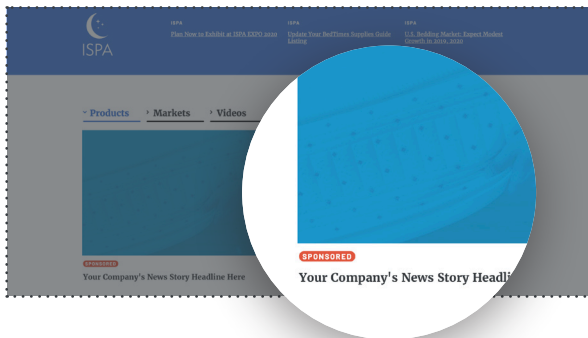 ISPA
ISPA
Plan Now to Exhibit at ISPA EXPO 2020
ISPA
Update Your BedTimes Supplies Guide
Listing
ISPA
U.S. Bedding Market: Expect Modest
Growth in 2019, 2020
Products
Markets
Videos
SPONSORED
Your Company's News Story Headline Here
SPONSORED
Your Company's News Story Headli